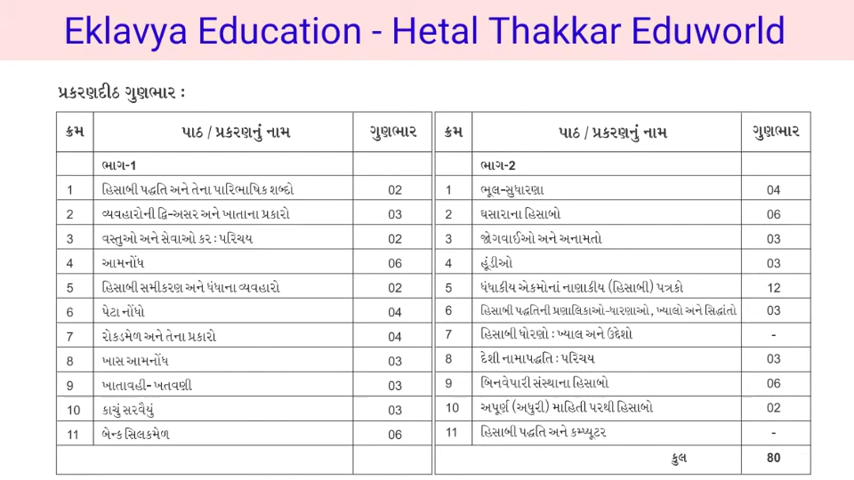 Eklavya Education - Hetal Thakkar Eduworld
પ્રકરણદીઠ ગુણભાર :
ક્રમ પાઠ / પ્રકરણનું નામ ગુણભાર ક્રમ પાઠ / પ્રકરણનું નામ ગુણભાર
ભાગ-1 ભાગ-2
1 હિસાબી પદ્ધતિ અને તેના પારિભાષિક શબ્દો 02 1 ભૂલ-સુધારણા 04
2 વ્યવહારોની દ્વિ-અસર અને ખાતાના પ્રકારો 03 2 ઘસારાના હિસાબો 06
3 વસ્તુઓ અને સેવાઓ કર : પરિચય 02 3 જોગવાઈઓ અને અનામતો 03
4 આમનોંધ 06 4 હૂંડીઓ 03
5 હિસાબી સમીકરણ અને ધંધાના વ્યવહારો 02 5 ધંધાકીય એકમોનાં નાણાકીય (હિસાબી) પત્રકો 12
6 પેટા નોંધો 04 6 હિસાબી પદ્ધતિની પ્રણાલિકાઓ-ધારણાઓ, ખ્યાલો અને સિદ્ધાંતો 03
7 રોકડમેળ અને તેના પ્રકારો 04 7 હિસાબી ધોરણો : ખ્યાલ અને ઉદ્દેશો -
8 ખાસ આમનોંધ 03 8 દેશી નામાપદ્ધતિ : પરિચય 03
9 ખાતાવહી- ખતવણી 03 9 બિનવેપારી સંસ્થાના હિસાબો 06
10 કાચું સરવૈયું 03 10 અપૂર્ણ (અધુરી) માહિતી પરથી હિસાબો 02
11 બેન્ક સિલકમેળ 06 11 હિસાબી પદ્ધતિ અને કમ્પ્યૂટર -
કુલ 80